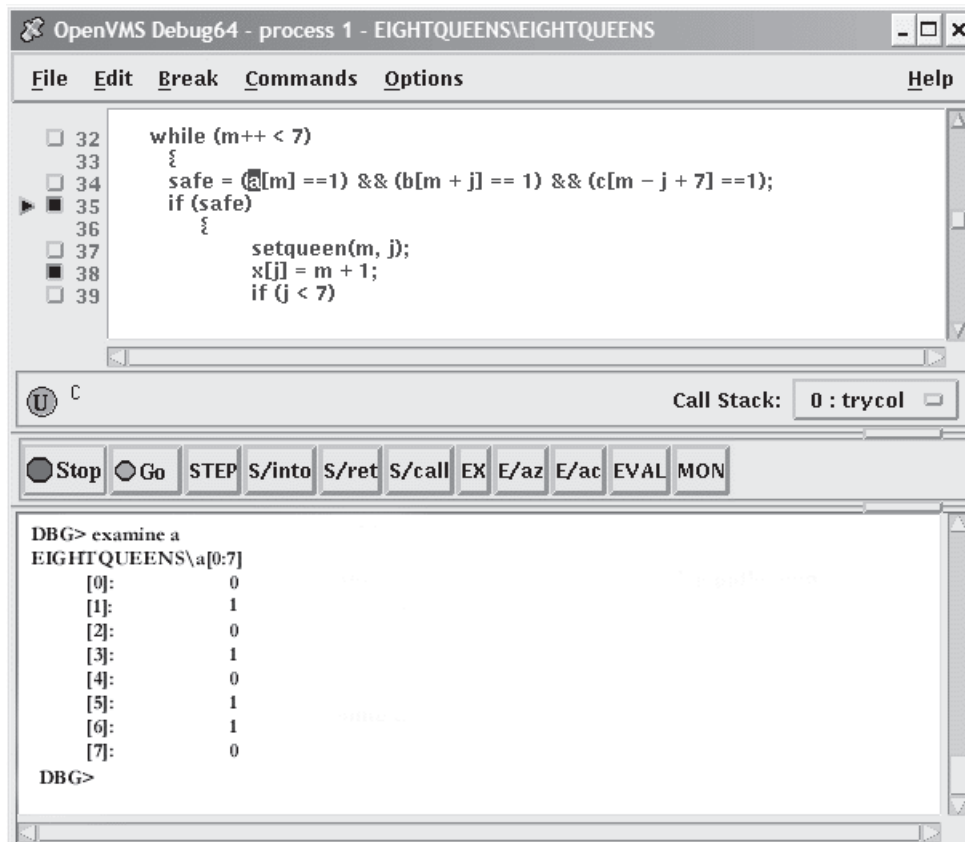 OpenVMS Debug64 - process 1 - EIGHTQUEENS\EIGHTQUEENS
File Edit Break Commands Options Help
32 while (m++ < 7)
33 {
34 safe = (a[m] ==1) && (b[m + j] == 1) && (c[m - j + 7] ==1);
35 if (safe)
36 {
37 setqueen(m, j);
38 x[j] = m + 1;
39 if (j < 7)
U C Call Stack: 0 : trycol
Stop Go STEP S/into S/ret S/call EX E/az E/ac EVAL MON
DBG> examine a
EIGHTQUEENS\a[0:7]
[0]: 0
[1]: 1
[2]: 0
[3]: 1
[4]: 0
[5]: 1
[6]: 1
[7]: 0
DBG>